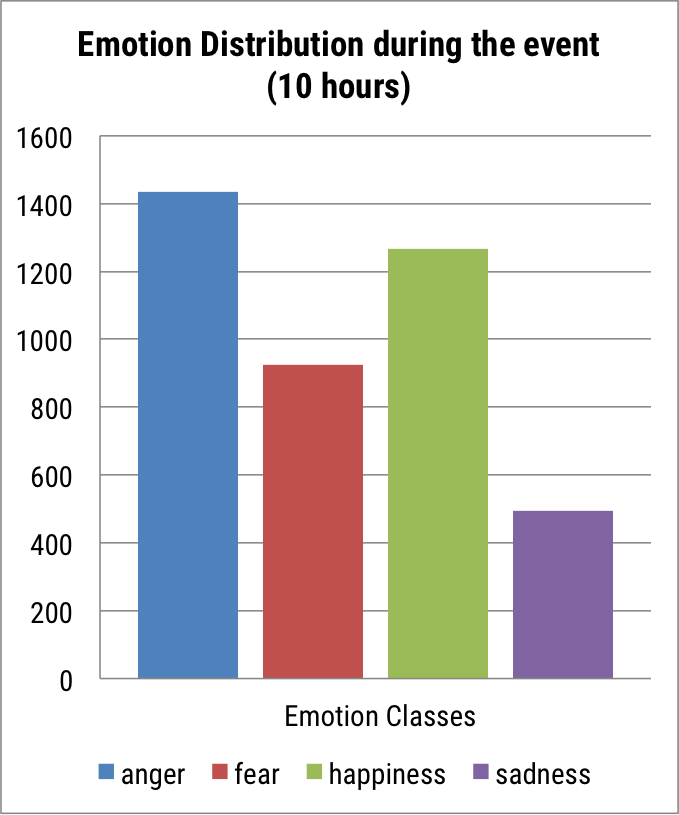 Emotion Distribution during the event
(10 hours)
1600
1400
1200
1000
800
600
400
200
0
Emotion Classes
anger fear happiness sadness